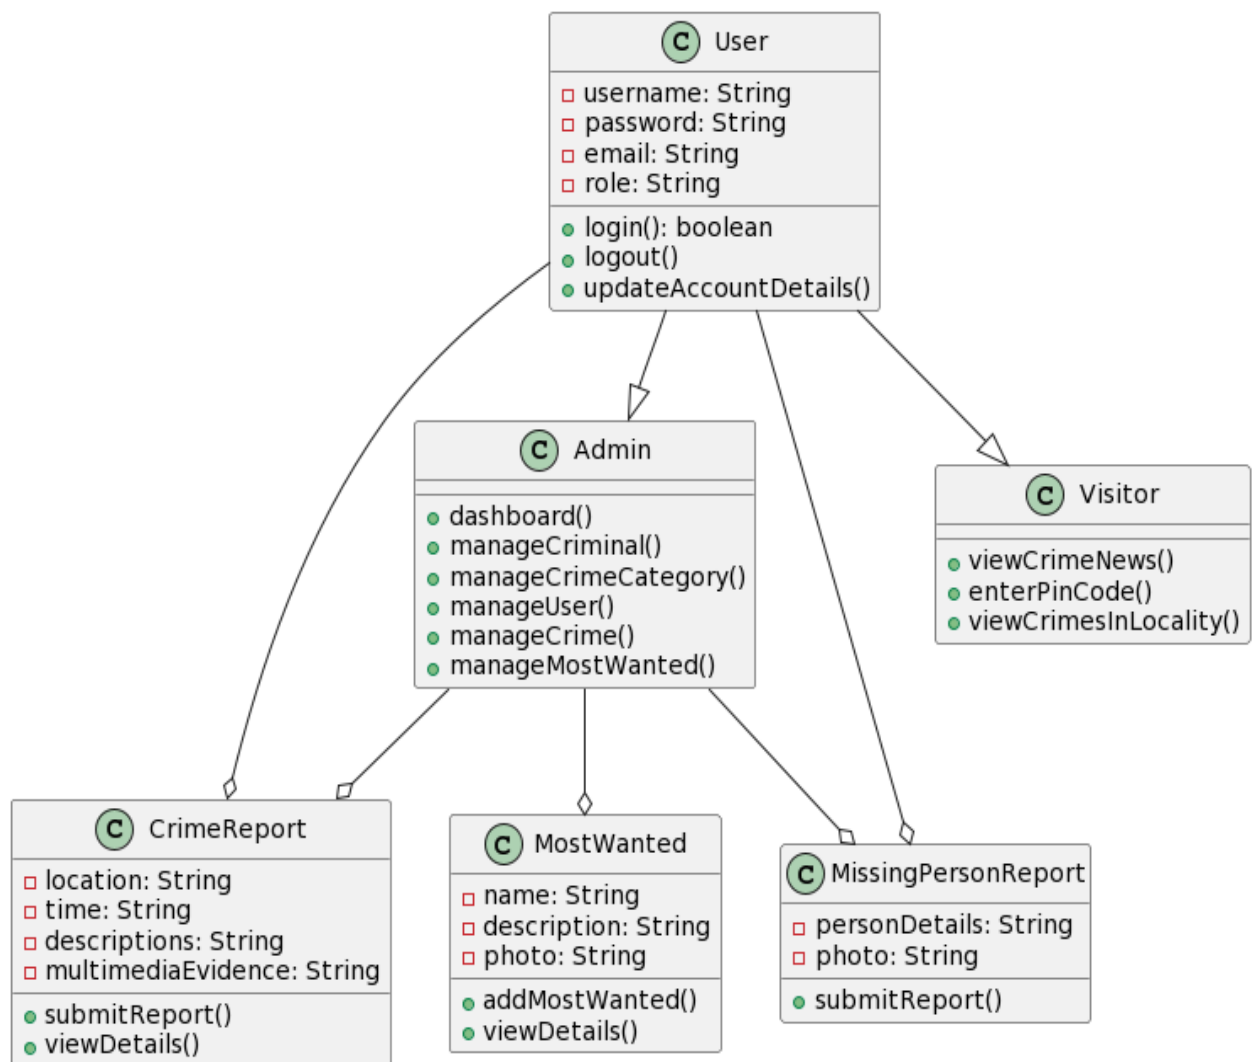 C User
username: String
password: String
email: String
role: String
login(): boolean
logout()
updateAccountDetails()
C Admin
dashboard()
manageCriminal()
manageCrimeCategory()
manageUser()
manageCrime()
manageMostWanted()
C Visitor
viewCrimeNews()
enterPinCode()
viewCrimesInLocality()
C CrimeReport
location: String
time: String
descriptions: String
multimediaEvidence: String
submitReport()
viewDetails()
C MostWanted
name: String
description: String
photo: String
addMostWanted()
viewDetails()
C MissingPersonReport
personDetails: String
photo: String
submitReport()